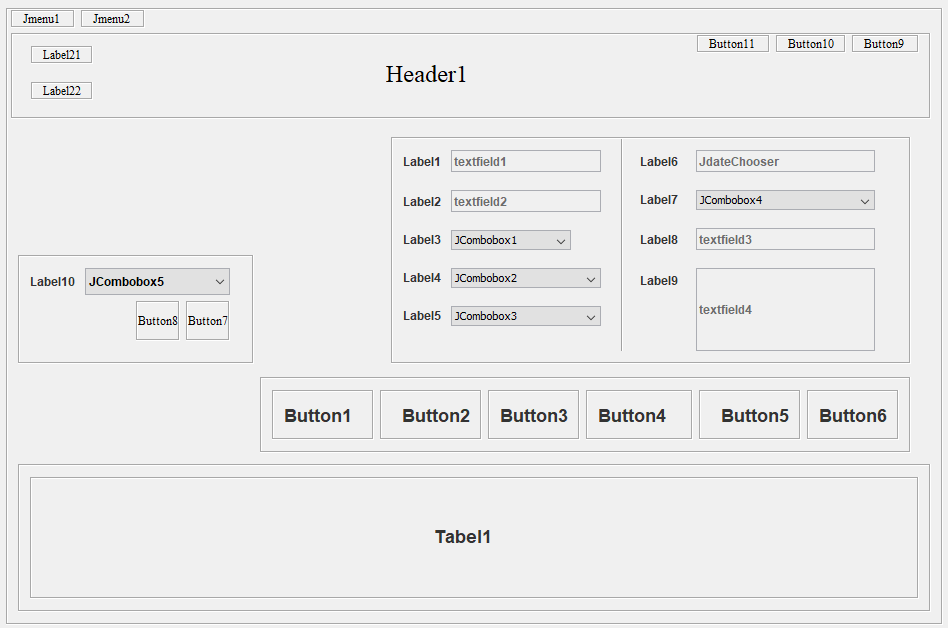 Jmenu1 Jmenu2
Label21 Button11 Button10 Button9
Header1
Label22
Label1 textfield1 Label6 JdateChooser
Label2 textfield2 Label7 JCombobox4
Label3 JCombobox1 Label8 textfield3
Label4 JCombobox2 Label9
Label10 JCombobox5
textfield4
Label5 JCombobox3
Button8 Button7
Button1 Button2 Button3 Button4 Button5 Button6
Tabel1